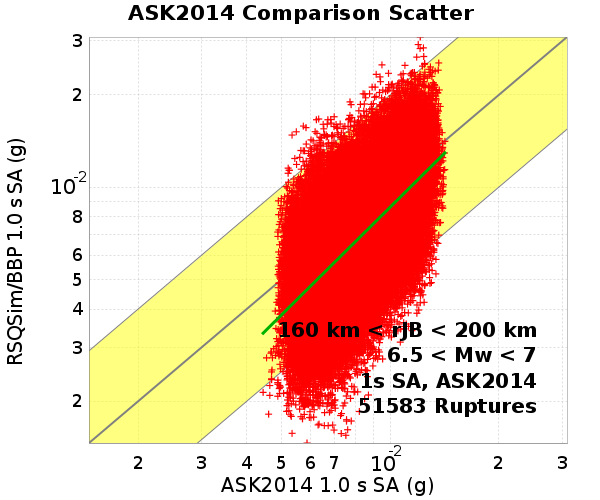 ASK2014 Comparison Scatter
3
2
10-2
8
6
5
4
3
2
RSQSim/BBP 1.0 s SA (g)
160 km < rJB < 200 km
6.5 < Mw < 7
1s SA, ASK2014
51583 Ruptures
2 3 4 5 6 7 10-2 2 3
ASK2014 1.0 s SA (g)